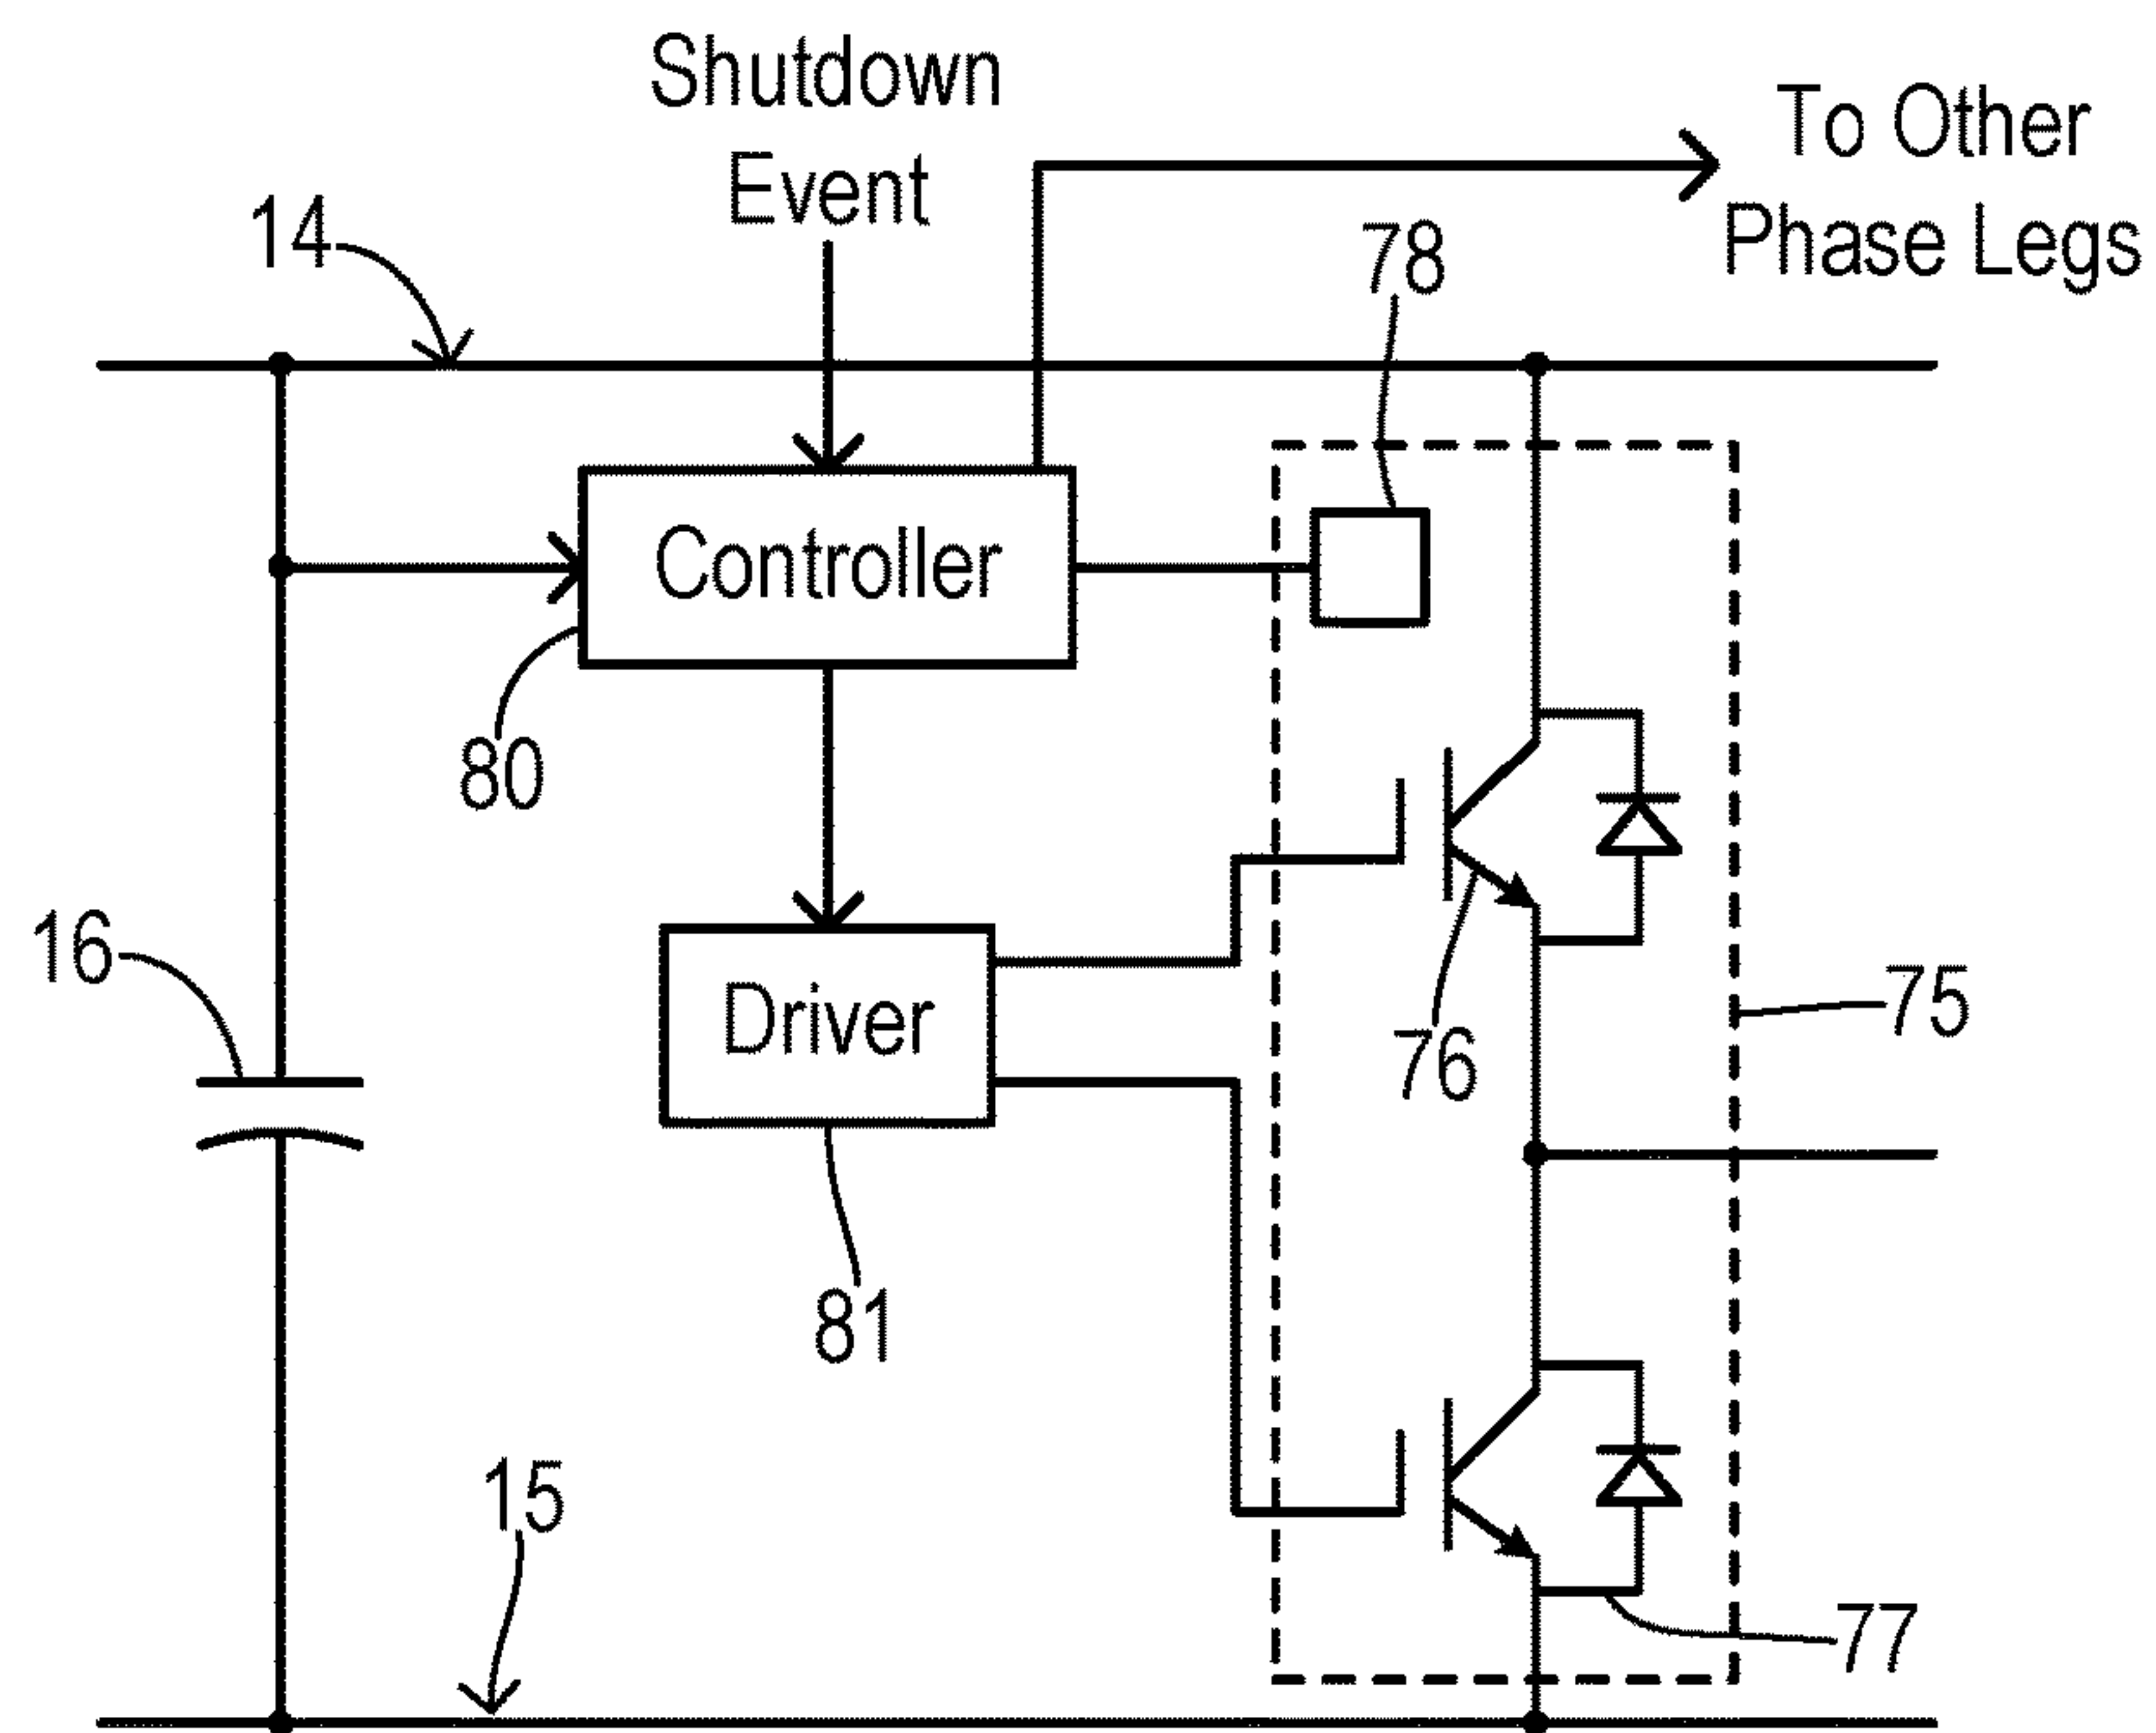 Shutdown
Event
To Other
Phase Legs
14
78
Controller
80
16
Driver
76
75
81
15
77